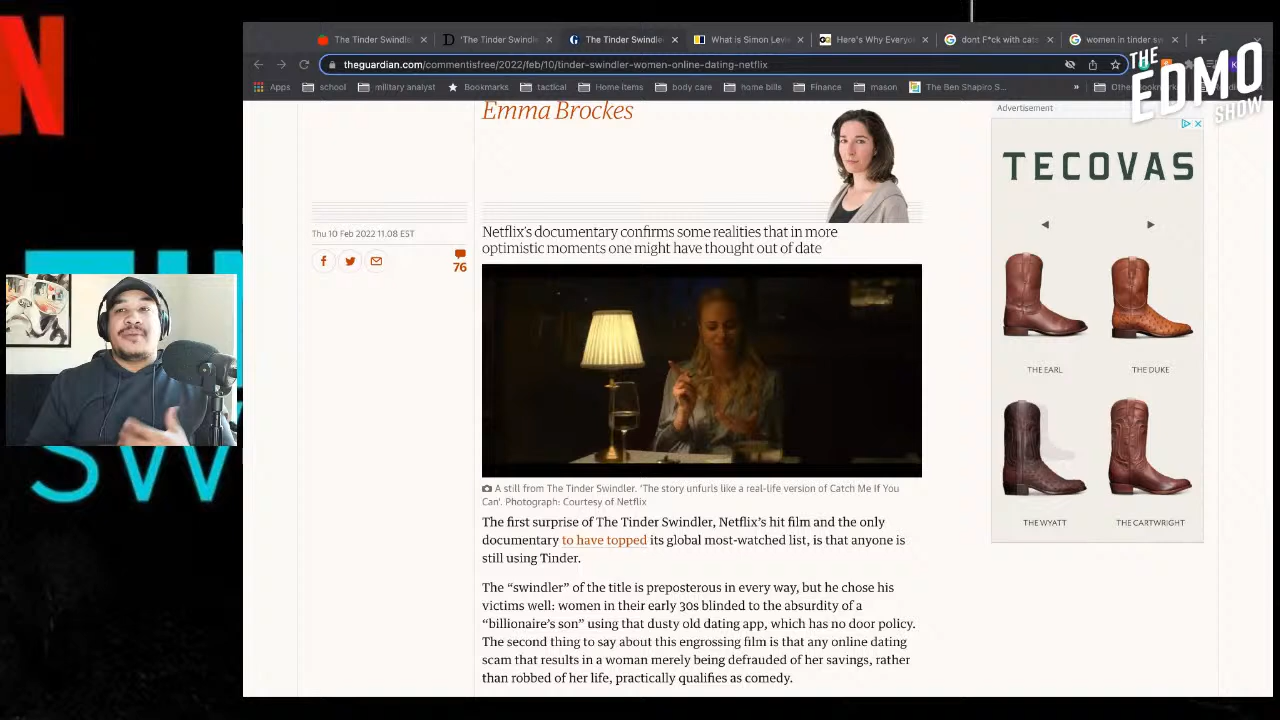 N
SW
THE
EDMO
SHOW
The Tinder Swindle
'The Tinder Swindle
The Tinder Swindle
What is Simon Levi
Here's Why Everyo
dont F*ck with cats
women in tinder sw
theguardian.com/commentisfree/2022/feb/10/tinder-swindler-women-online-dating-netflix
Apps
school
military analyst
Bookmarks
tactical
Home items
body care
home bills
Finance
mason
The Ben Shapiro S...
»
Emma Brockes
Advertisement
TECOVAS
Thu 10 Feb 2022 11.08 EST
76
Netflix's documentary confirms some realities that in more
optimistic moments one might have thought out of date
THE EARL
THE DUKE
THE WYATT
THE CARTWRIGHT
A still from The Tinder Swindler. 'The story unfurls like a real-life version of Catch Me If You
Can'. Photograph: Courtesy of Netflix
The first surprise of The Tinder Swindler, Netflix's hit film and the only
documentary to have topped its global most-watched list, is that anyone is
still using Tinder.
The “swindler” of the title is preposterous in every way, but he chose his
victims well: women in their early 30s blinded to the absurdity of a
“billionaire's son” using that dusty old dating app, which has no door policy.
The second thing to say about this engrossing film is that any online dating
scam that results in a woman merely being defrauded of her savings, rather
than robbed of her life, practically qualifies as comedy.